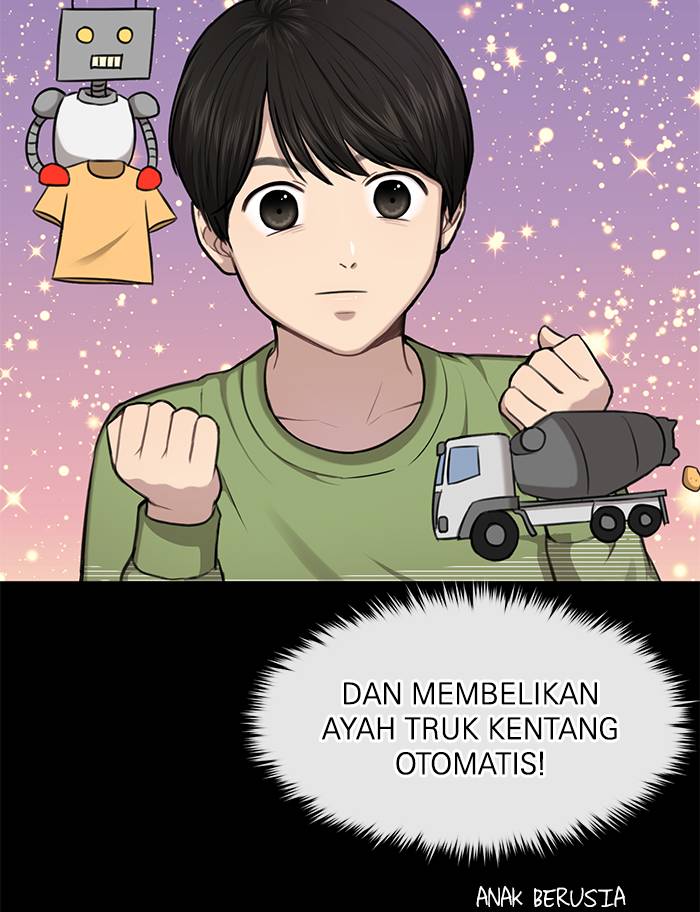 DAN MEMBELIKAN
AYAH TRUK KENTANG
OTOMATIS!
ANAK BERUSIA